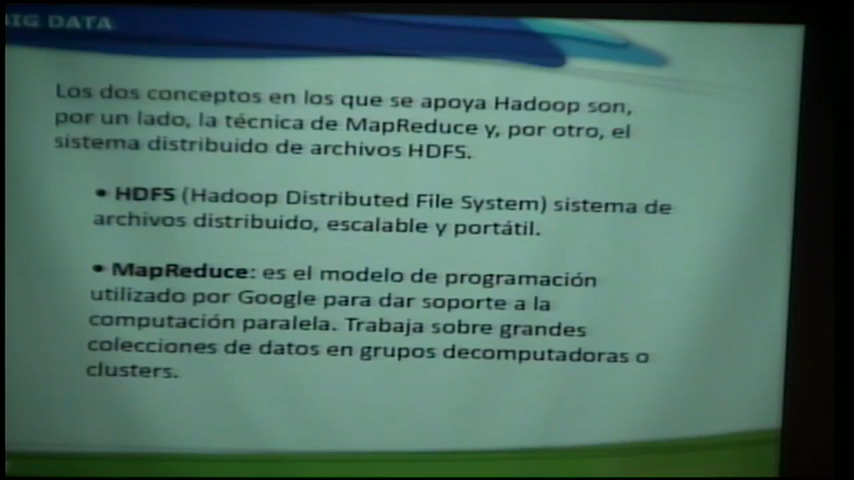 BIG DATA
Los dos conceptos en los que se apoya Hadoop son,
por un lado, la técnica de MapReduce y, por otro, el
sistema distribuido de archivos HDFS.
• HDFS (Hadoop Distributed File System) sistema de
archivos distribuido, escalable y portátil.
• MapReduce: es el modelo de programación
utilizado por Google para dar soporte a la
computación paralela. Trabaja sobre grandes
colecciones de datos en grupos decomputadoras o
clusters.